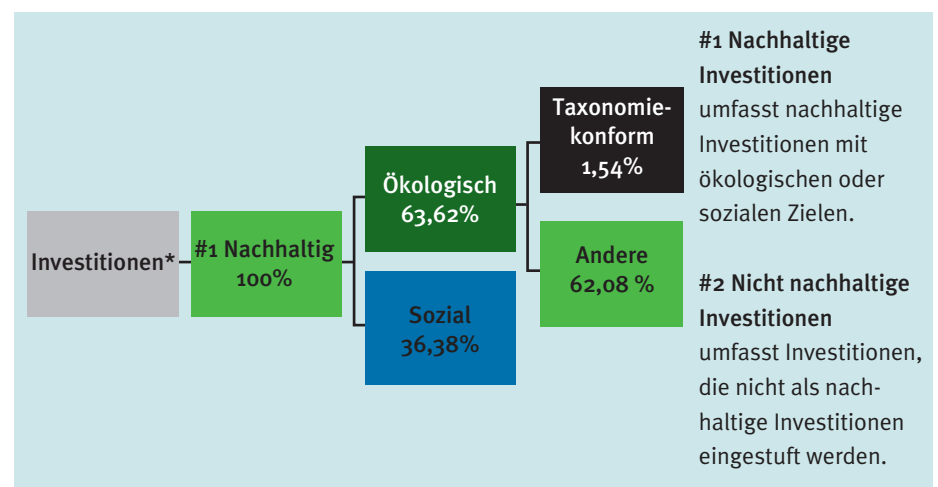 Investitionen*
#1 Nachhaltig
100%
Ökologisch
63,62%
Sozial
36,38%
Taxonomie-
konform
1,54%
Andere
62,08 %
#1 Nachhaltige
Investitionen
umfasst nachhaltige
Investitionen mit
ökologischen oder
sozialen Zielen.
#2 Nicht nachhaltige
Investitionen
umfasst Investitionen,
die nicht als nach-
haltige Investitionen
eingestuft werden.